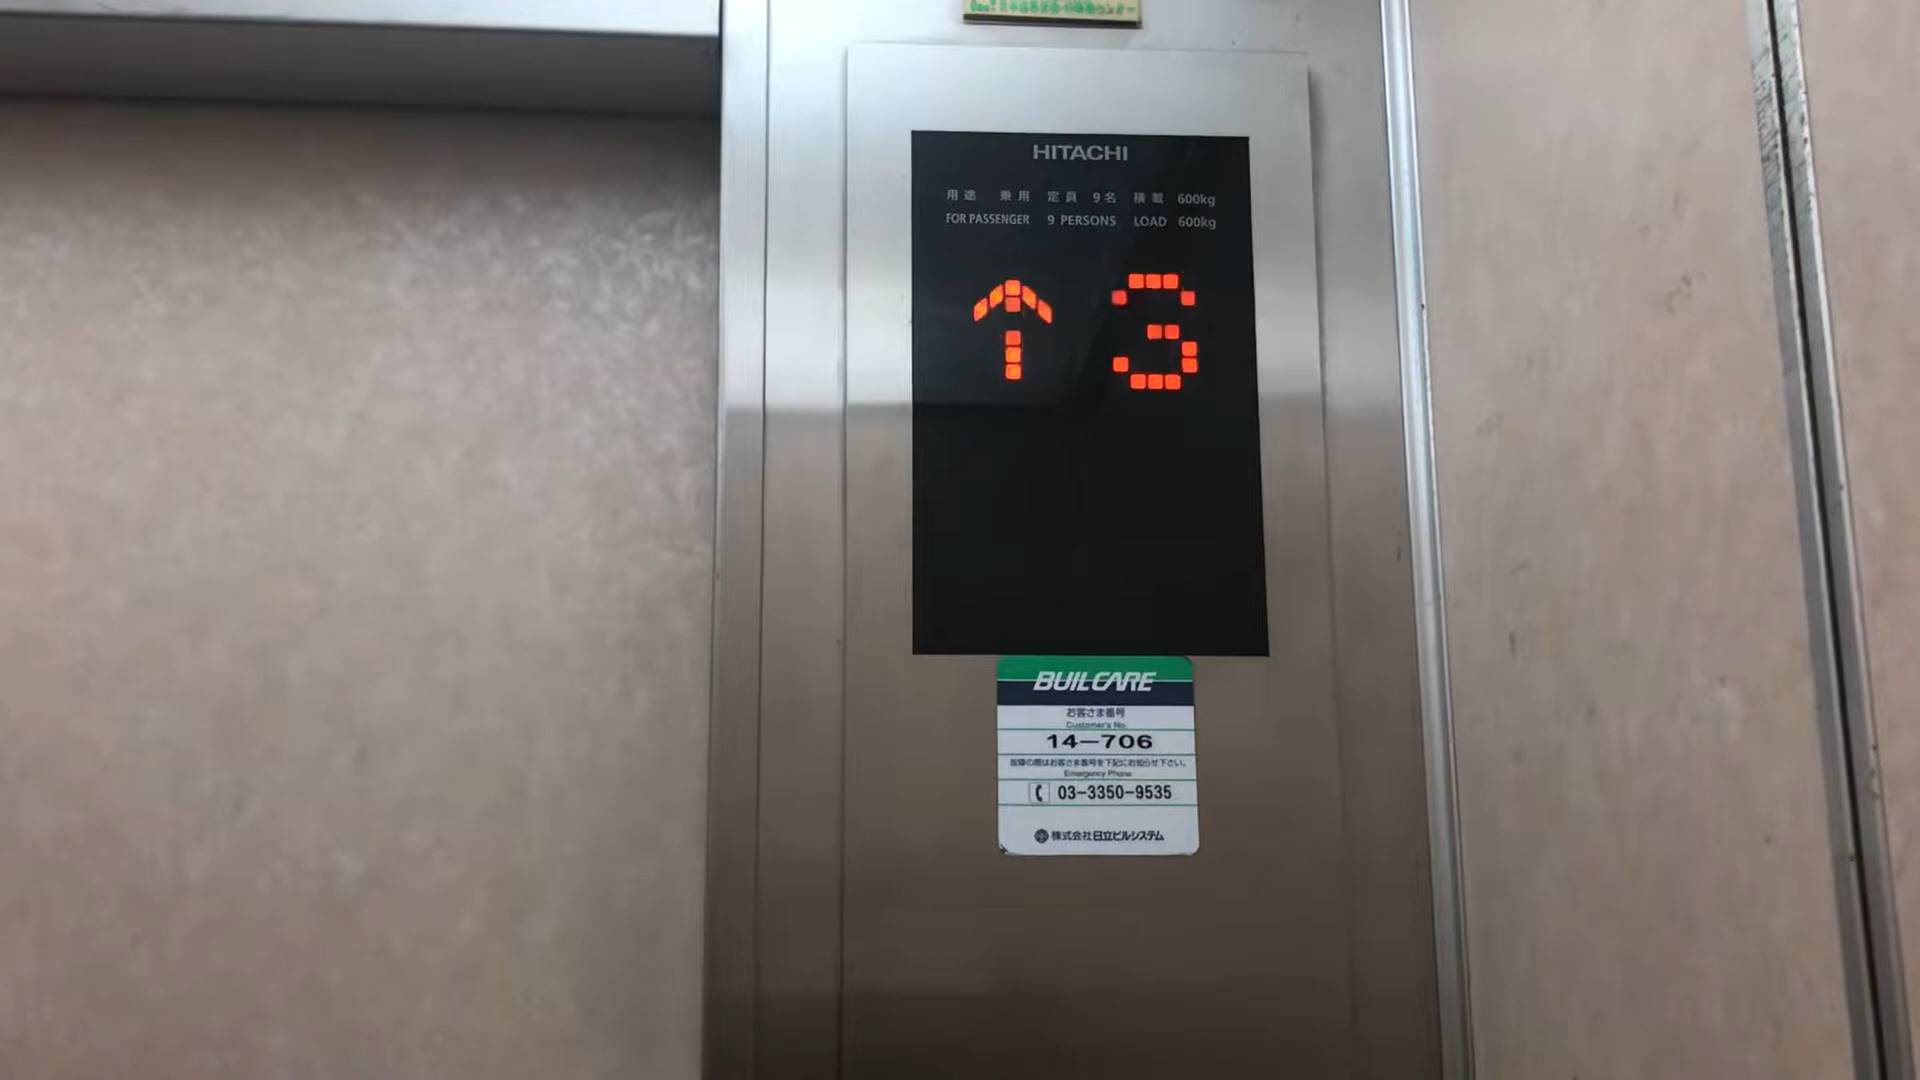 HITACHI
用途 乗用 定員 9名 積載 600kg
FOR PASSENGER 9 PERSONS LOAD 600kg
↑ 3
BUILCARE
お客さま番号
Customer's No.
14-706
故障の際はお客さま番号を下記にお知らせ下さい。
Emergency Phone
03-3350-9535
株式会社日立ビルシステム